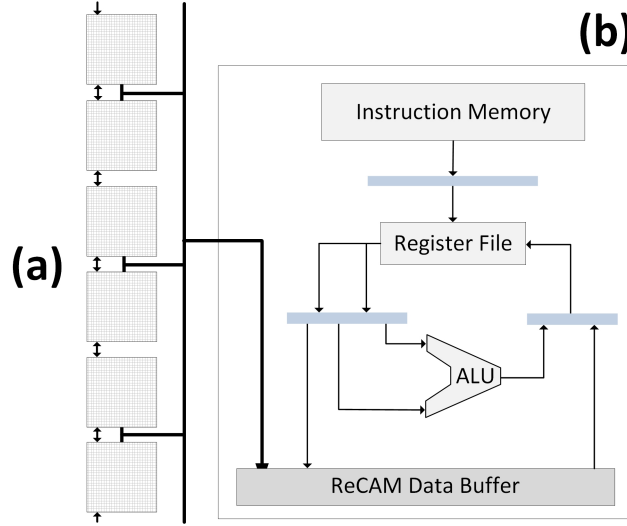 (b)
Instruction Memory
Register File
(a)
ALU
ReCAM Data Buffer